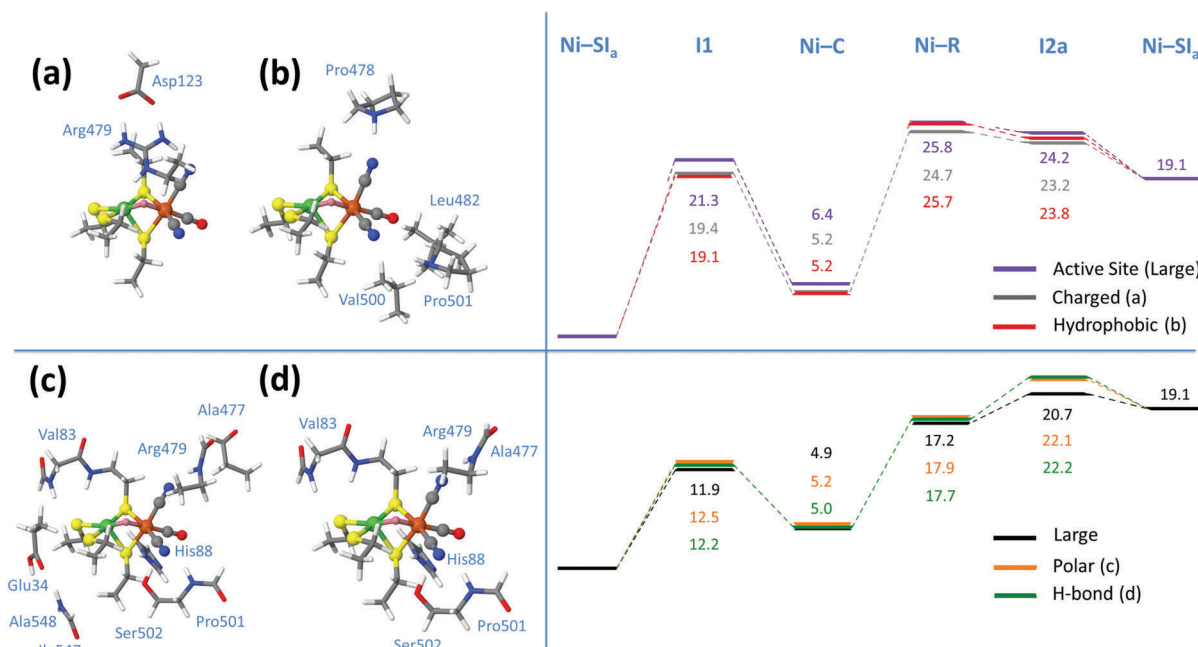 (a)
Asp123
Arg479
(b)
Pro478
Leu482
Val500
Pro501
Ni–SIa
I1
Ni–C
Ni–R
I2a
Ni–SIa
21.3
19.4
19.1
6.4
5.2
5.2
25.8
24.7
25.7
24.2
23.2
23.8
19.1
Active Site (Large)
Charged (a)
Hydrophobic (b)
(c)
Val83
Ala477
Arg479
His88
Glu34
Ala548
Ser502
Pro501
(d)
Arg479
Ala477
His88
Pro501
Ser502
11.9
12.5
12.2
4.9
5.2
5.0
17.2
17.9
17.7
20.7
22.1
22.2
19.1
Large
Polar (c)
H-bond (d)